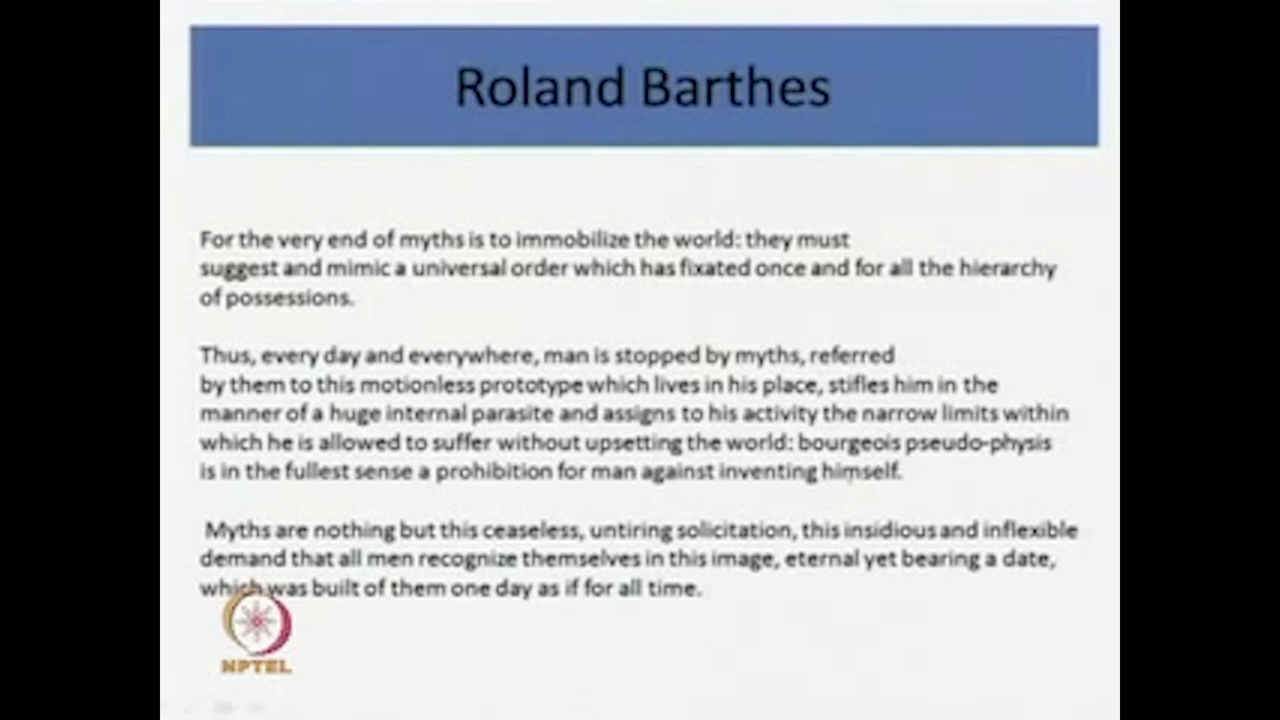 Roland Barthes
For the very end of myths is to immobilize the world: they must
suggest and mimic a universal order which has fixated once and for all the hierarchy
of possessions.
Thus, every day and everywhere, man is stopped by myths, referred
by them to this motionless prototype which lives in his place, stifles him in the
manner of a huge internal parasite and assigns to his activity the narrow limits within
which he is allowed to suffer without upsetting the world: bourgeois pseudo-physis
is in the fullest sense a prohibition for man against inventing himself.
Myths are nothing but this ceaseless, untiring solicitation, this insidious and inflexible
demand that all men recognize themselves in this image, eternal yet bearing a date,
which was built of them one day as if for all time.
NPTEL